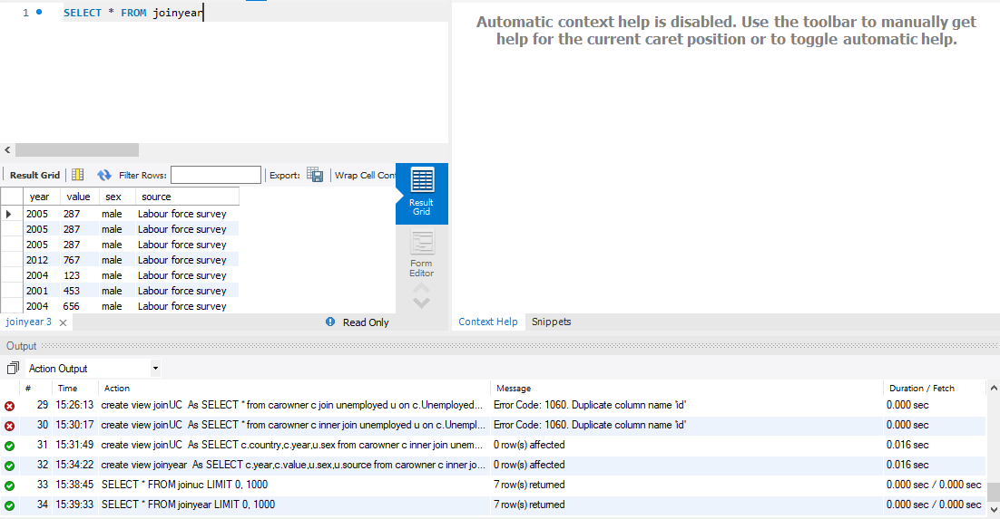 1 SELECT * FROM joinyear
Automatic context help is disabled. Use the toolbar to manually get
help for the current caret position or to toggle automatic help.
Result Grid Filter Rows: Export: Wrap Cell Con
year value sex source
2005 287 male Labour force survey
2005 287 male Labour force survey
2005 287 male Labour force survey
2012 767 male Labour force survey
2004 123 male Labour force survey
2001 453 male Labour force survey
2004 656 male Labour force survey
Result
Grid
Form
Editor
joinyear 3 Read Only
Context Help Snippets
Output
Action Output
# Time Action Message Duration / Fetch
29 15:26:13 create view joinUC As SELECT * from carowner c join unemployed u on c.Unemployed... Error Code: 1060. Duplicate column name 'id' 0.000 sec
30 15:30:17 create view joinUC As SELECT * from carowner c inner join unemployed u on c.Unempl... Error Code: 1060. Duplicate column name 'id' 0.000 sec
31 15:31:49 create view joinUC As SELECT c.country,c.year,u.sex from carowner c inner join unem... 0 row(s) affected 0.016 sec
32 15:34:22 create view joinyear As SELECT c.year,c.value,u.sex,u.source from carowner c inner jo... 0 row(s) affected 0.016 sec
33 15:38:45 SELECT * FROM joinuc LIMIT 0, 1000 7 row(s) returned 0.000 sec / 0.000 sec
34 15:39:33 SELECT * FROM joinyear LIMIT 0, 1000 7 row(s) returned 0.000 sec / 0.000 sec